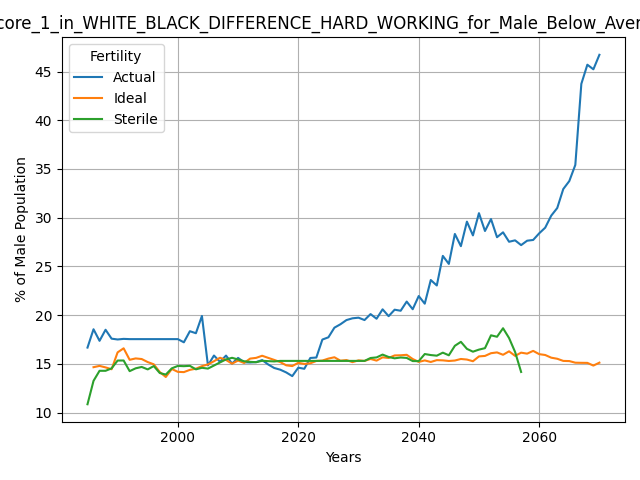 core_1_in_WHITE_BLACK_DIFFERENCE_HARD_WORKING_for_Male_Below_Aver
Fertility
Actual
Ideal
Sterile
% of Male Population
45
40
35
30
25
20
15
10
2000 2020 2040 2060
Years